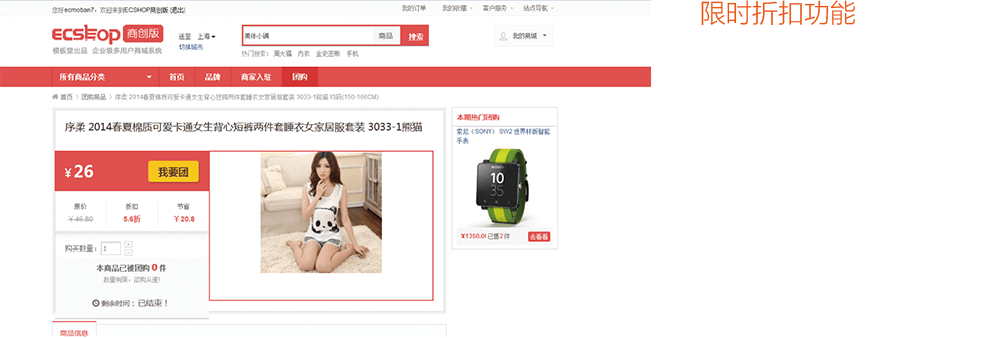 限时折扣功能
您好ecmoban7，欢迎来到ECSHOP商创版 [退出]
我的订单 我的收藏 客户服务 站点导航
ecshop 商创版
模板堂出品 企业级多用户商城系统
送至 上海
切换城市
美体小铺 商品 搜索
热门搜索： 周大福 内衣 金史密斯 手机
我的商城
所有商品分类 首页 品牌 商家入驻 团购
首页 > 团购商品 > 序柔 2014春夏棉质可爱卡通女生背心短裤两件套睡衣女家居服套装 3033-1熊猫 均码(150-166CM)
序柔 2014春夏棉质可爱卡通女生背心短裤两件套睡衣女家居服套装 3033-1熊猫
¥ 26 我要团
原价 折扣 节省
¥ 46.80 5.6折 ¥ 20.8
购买数量： 1 + -
本商品已被团购 0 件
数量有限，欲购从速!
剩余时间： 已结束！
商品信息
本期热门团购
索尼（SONY） SW2 世界杯版智能
手表
10
35
¥1350.0( 已售2 件 去看看